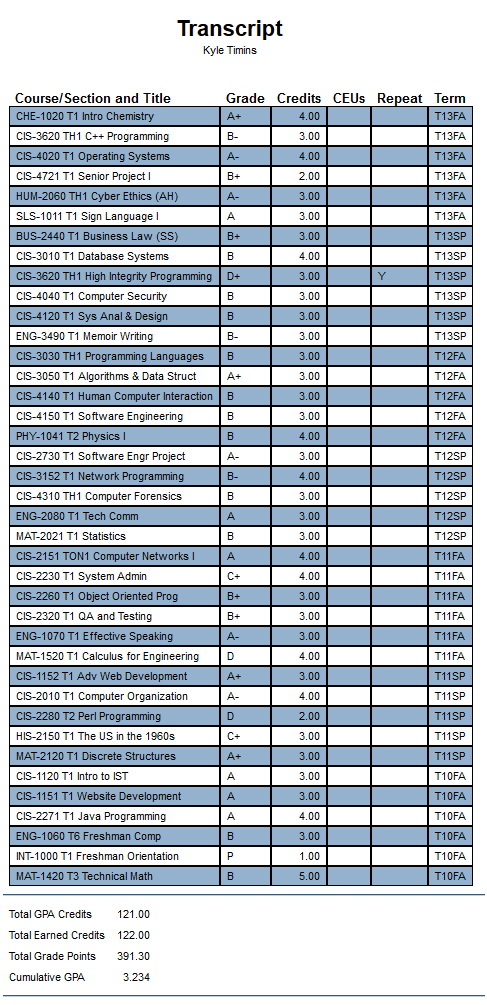 Transcript
Kyle Timins
Course/Section and Title Grade Credits CEUs Repeat Term
CHE-1020 T1 Intro Chemistry A+ 4.00 T13FA
CIS-3620 TH1 C++ Programming B- 3.00 T13FA
CIS-4020 T1 Operating Systems A- 4.00 T13FA
CIS-4721 T1 Senior Project I B+ 2.00 T13FA
HUM-2060 TH1 Cyber Ethics (AH) A- 3.00 T13FA
SLS-1011 T1 Sign Language I A 3.00 T13FA
BUS-2440 T1 Business Law (SS) B+ 3.00 T13SP
CIS-3010 T1 Database Systems B 4.00 T13SP
CIS-3620 TH1 High Integrity Programming D+ 3.00 Y T13SP
CIS-4040 T1 Computer Security B 3.00 T13SP
CIS-4120 T1 Sys Anal & Design B 3.00 T13SP
ENG-3490 T1 Memoir Writing B- 3.00 T13SP
CIS-3030 TH1 Programming Languages B 3.00 T12FA
CIS-3050 T1 Algorithms & Data Struct A+ 3.00 T12FA
CIS-4140 T1 Human Computer Interaction B 3.00 T12FA
CIS-4150 T1 Software Engineering B 3.00 T12FA
PHY-1041 T2 Physics I B 4.00 T12FA
CIS-2730 T1 Software Engr Project A- 3.00 T12SP
CIS-3152 T1 Network Programming B- 4.00 T12SP
CIS-4310 TH1 Computer Forensics B 3.00 T12SP
ENG-2080 T1 Tech Comm A 3.00 T12SP
MAT-2021 T1 Statistics B 3.00 T12SP
CIS-2151 TON1 Computer Networks I A 4.00 T11FA
CIS-2230 T1 System Admin C+ 4.00 T11FA
CIS-2260 T1 Object Oriented Prog B+ 3.00 T11FA
CIS-2320 T1 QA and Testing B+ 3.00 T11FA
ENG-1070 T1 Effective Speaking A- 3.00 T11FA
MAT-1520 T1 Calculus for Engineering D 4.00 T11FA
CIS-1152 T1 Adv Web Development A+ 3.00 T11SP
CIS-2010 T1 Computer Organization A- 4.00 T11SP
CIS-2280 T2 Perl Programming D 2.00 T11SP
HIS-2150 T1 The US in the 1960s C+ 3.00 T11SP
MAT-2120 T1 Discrete Structures A+ 3.00 T11SP
CIS-1120 T1 Intro to IST A 3.00 T10FA
CIS-1151 T1 Website Development A 3.00 T10FA
CIS-2271 T1 Java Programming A 4.00 T10FA
ENG-1060 T6 Freshman Comp B 3.00 T10FA
INT-1000 T1 Freshman Orientation P 1.00 T10FA
MAT-1420 T3 Technical Math B 5.00 T10FA
Total GPA Credits 121.00
Total Earned Credits 122.00
Total Grade Points 391.30
Cumulative GPA 3.234